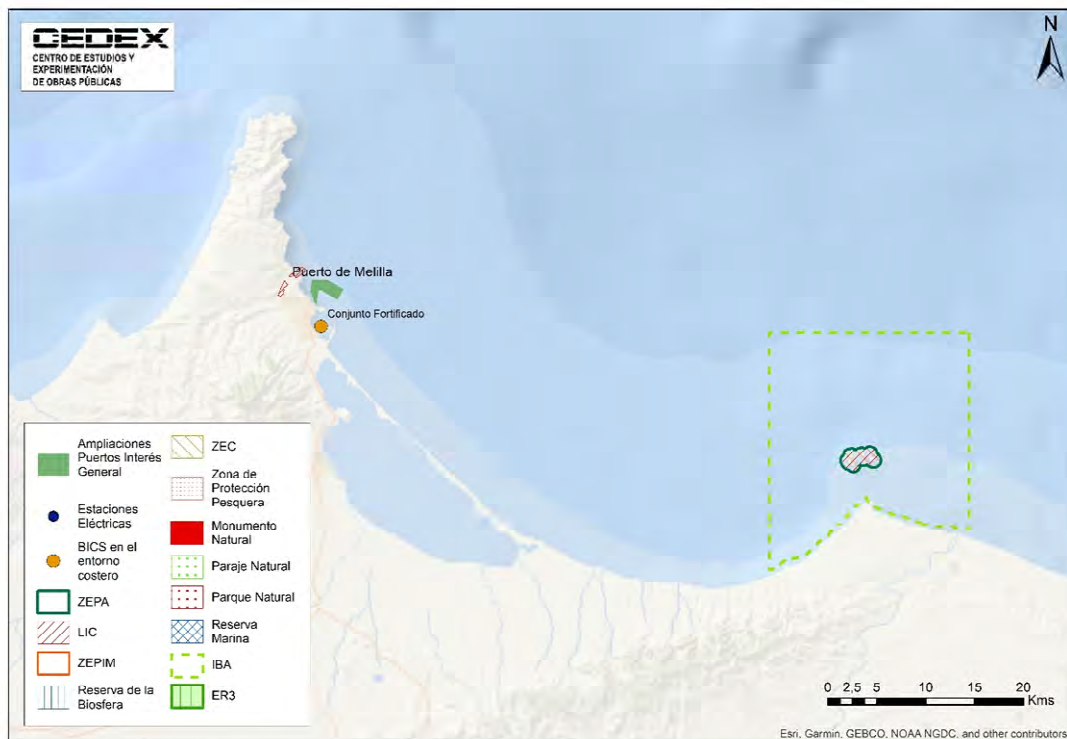 CEDEX
CENTRO DE ESTUDIOS Y
EXPERIMENTACIÓN
DE OBRAS PÚBLICAS
N
Puerto de Melilla
Conjunto Fortificado
Ampliaciones
Puertos Interés
General
Estaciones
Eléctricas
BICS en el
entorno
costero
ZEPA
LIC
ZEPIM
Reserva de la
Biosfera
ZEC
Zona de
Protección
Pesquera
Monumento
Natural
Paraje Natural
Parque Natural
Reserva
Marina
IBA
ER3
0 2,5 5 10 15 20
Kms
Esri, Garmin, GEBCO, NOAA NGDC, and other contributors